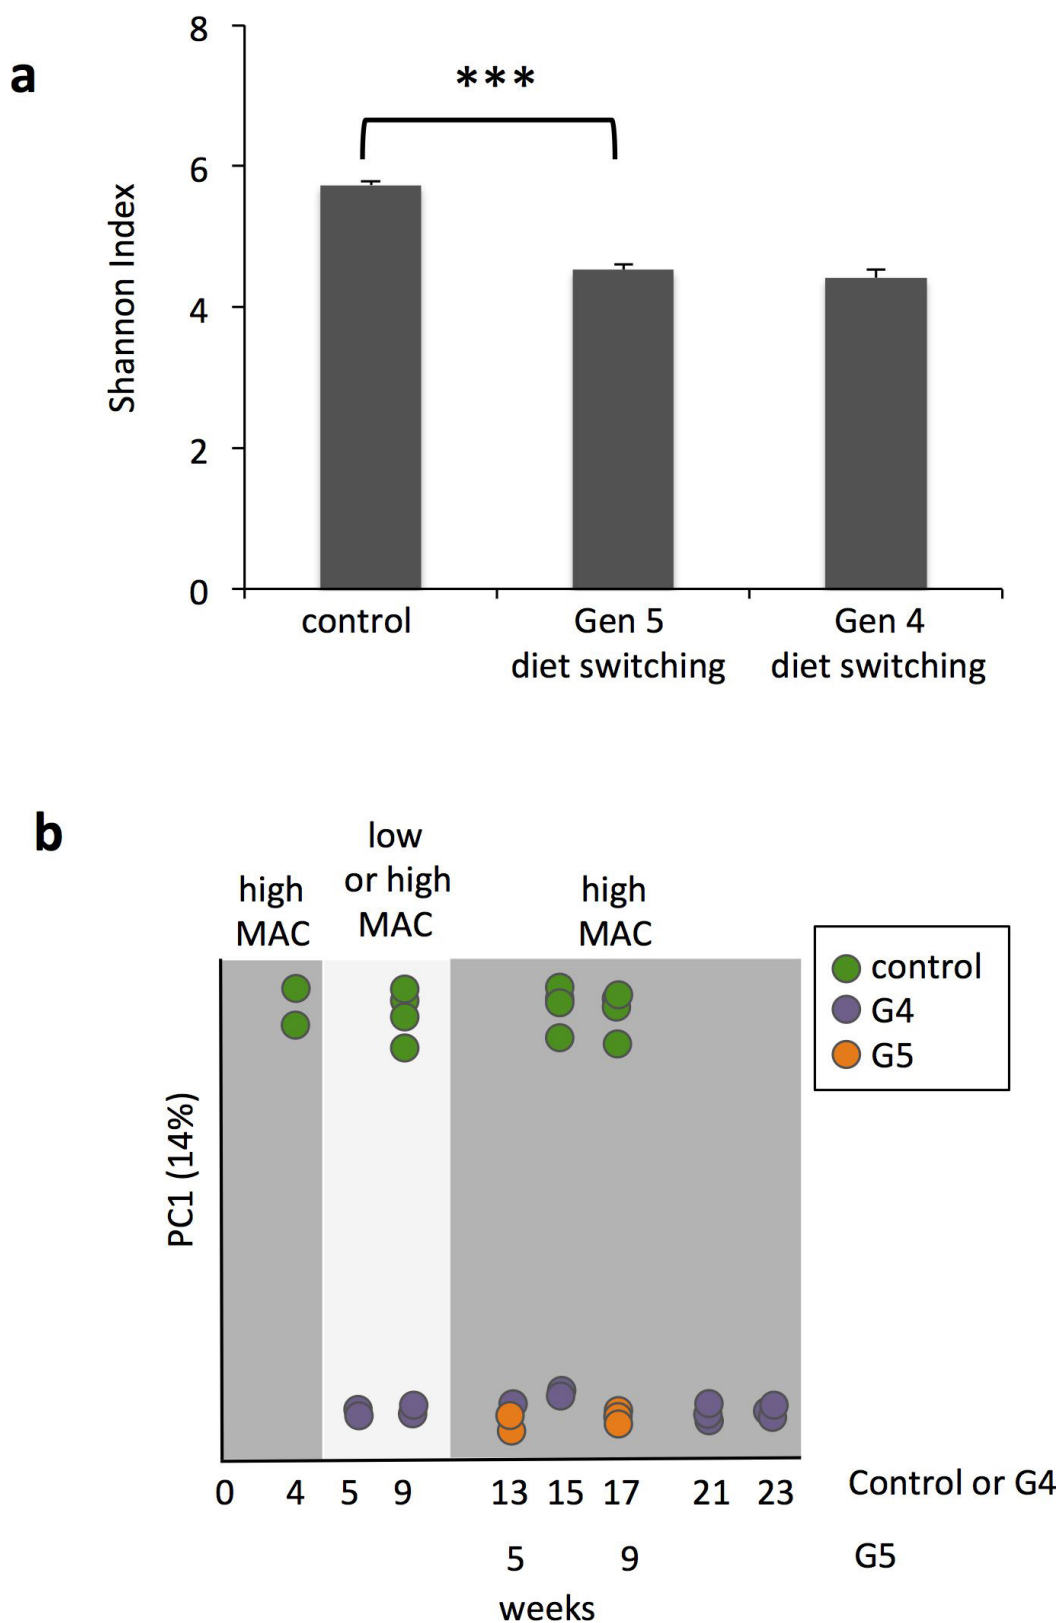 a
8
***
6
4
2
0
Shannon Index
control
Gen 5
diet switching
Gen 4
diet switching
b
high
MAC
low
or high
MAC
high
MAC
control
G4
G5
PC1 (14%)
0 4 5 9 13 15 17 21 23 Control or G4
5 9 G5
weeks